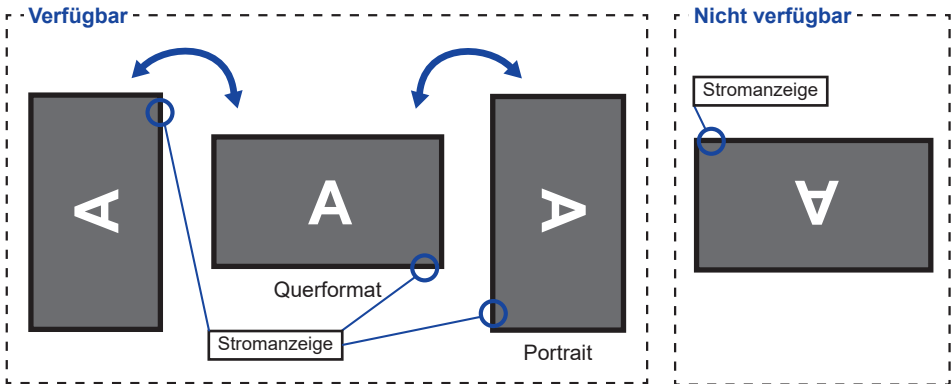 Verfügbar
Nicht verfügbar
Stromanzeige
A
A
A
A
Querformat
Stromanzeige
Portrait